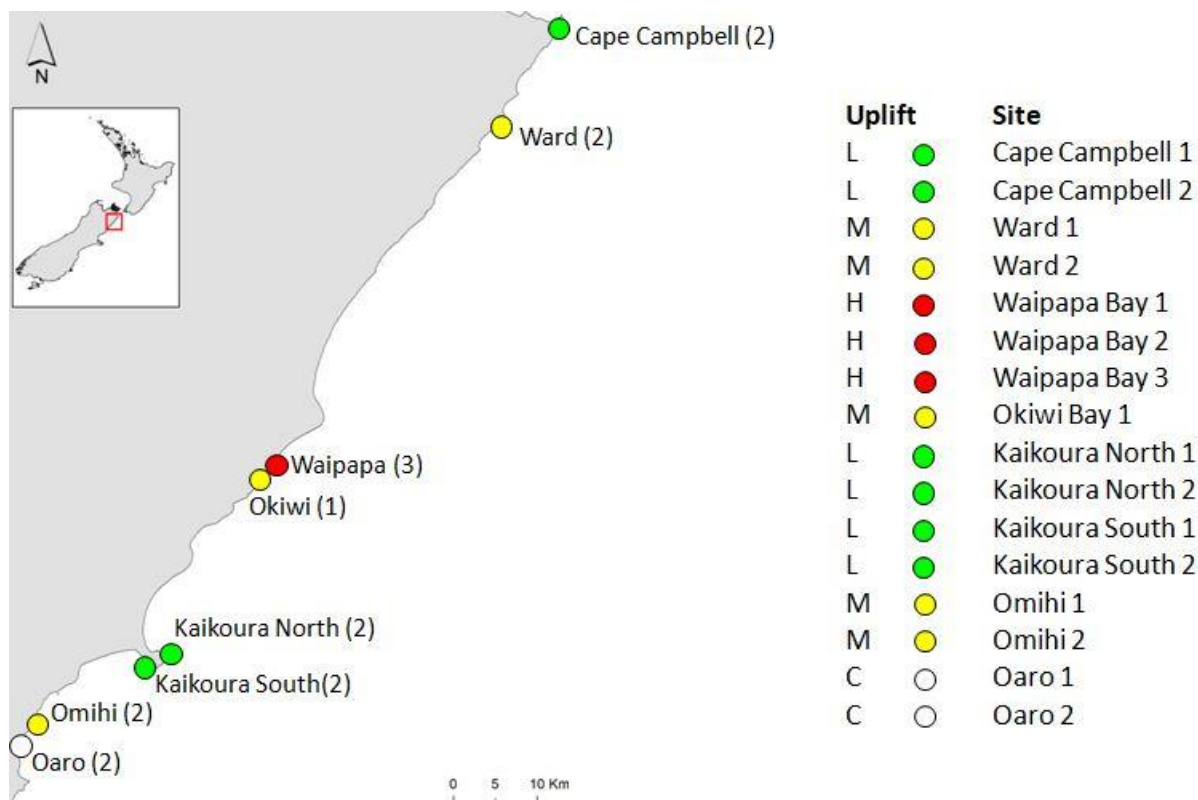 N
Cape Campbell (2)
Ward (2)
Waipapa (3)
Okiwi (1)
Kaikoura North (2)
Kaikoura South(2)
Omihi (2)
Oaro (2)
0 5 10 Km
Uplift Site
L Cape Campbell 1
L Cape Campbell 2
M Ward 1
M Ward 2
H Waipapa Bay 1
H Waipapa Bay 2
H Waipapa Bay 3
M Okiwi Bay 1
L Kaikoura North 1
L Kaikoura North 2
L Kaikoura South 1
L Kaikoura South 2
M Omihi 1
M Omihi 2
C Oaro 1
C Oaro 2